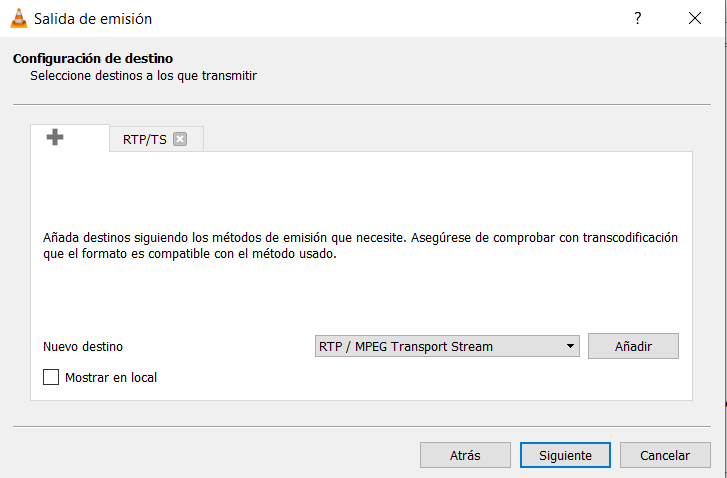 Salida de emisión
?
Configuración de destino
Seleccione destinos a los que transmitir
RTP/TS
Añada destinos siguiendo los métodos de emisión que necesite. Asegúrese de comprobar con transcodificación
que el formato es compatible con el método usado.
Nuevo destino
RTP / MPEG Transport Stream
Añadir
Mostrar en local
Atrás
Siguiente
Cancelar